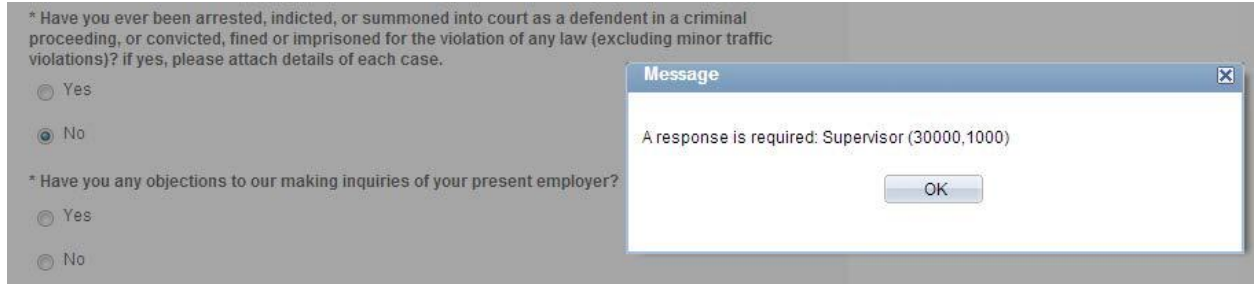 * Have you ever been arrested, indicted, or summoned into court as a defendent in a criminal
proceeding, or convicted, fined or imprisoned for the violation of any law (excluding minor traffic
violations)? if yes, please attach details of each case.
Yes
No
* Have you any objections to our making inquiries of your present employer?
Yes
No
Message
A response is required: Supervisor (30000,1000)
OK